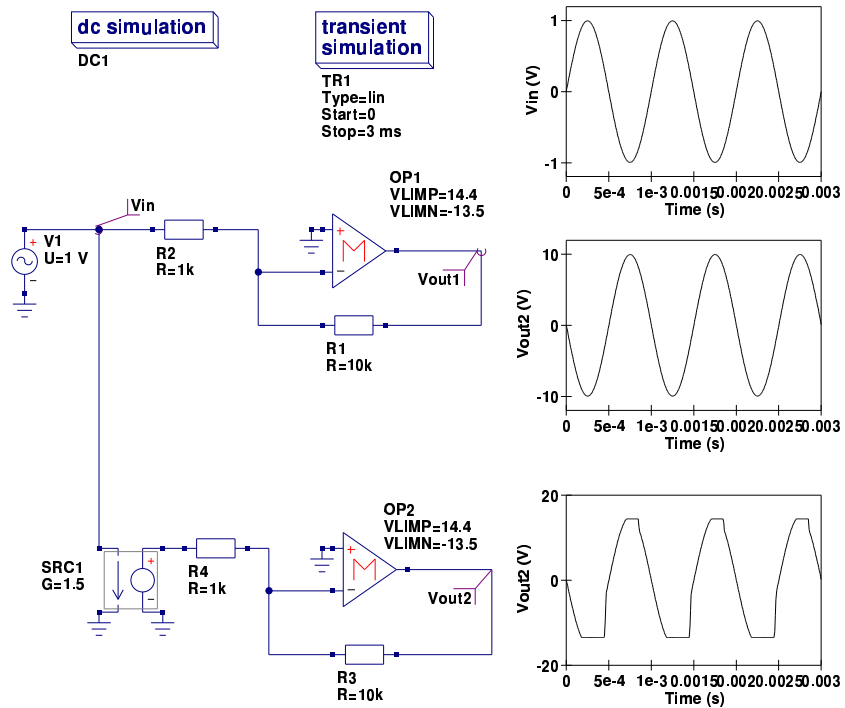 dc simulation
DC1
transient
simulation
TR1
Type=lin
Start=0
Stop=3 ms
Vin (V)
1
0
-1
0
5e-4
1e-3
0.0015
0.002
0.0025
0.003
Time (s)
V1
U=1 V
+
−
Vin
R2
R=1k
OP1
VLIMP=14.4
VLIMN=-13.5
+
M
−
Vout1
R1
R=10k
Vout2 (V)
10
0
-10
0
5e-4
1e-3
0.0015
0.002
0.0025
0.003
Time (s)
SRC1
G=1.5
+
−
R4
R=1k
OP2
VLIMP=14.4
VLIMN=-13.5
+
M
−
Vout2
R3
R=10k
Vout2 (V)
20
0
-20
0
5e-4
1e-3
0.0015
0.002
0.0025
0.003
Time (s)